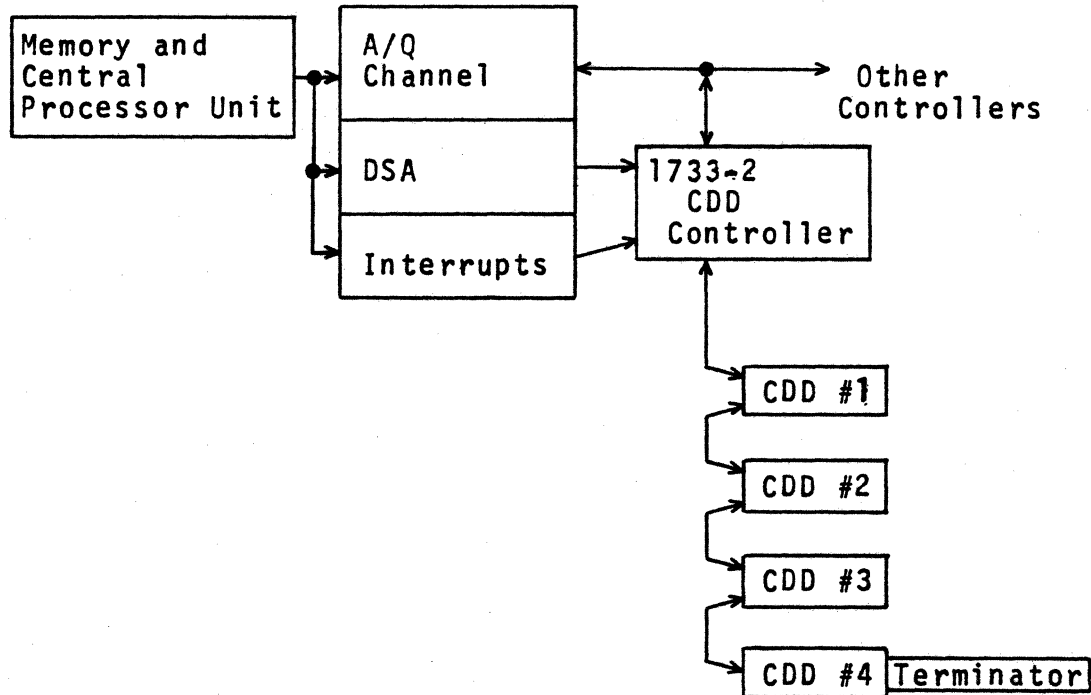 Memory and
Central
Processor Unit
A/Q
Channel
DSA
Interrupts
Other
Controllers
1733-2
CDD
Controller
CDD #1
CDD #2
CDD #3
CDD #4
Terminator